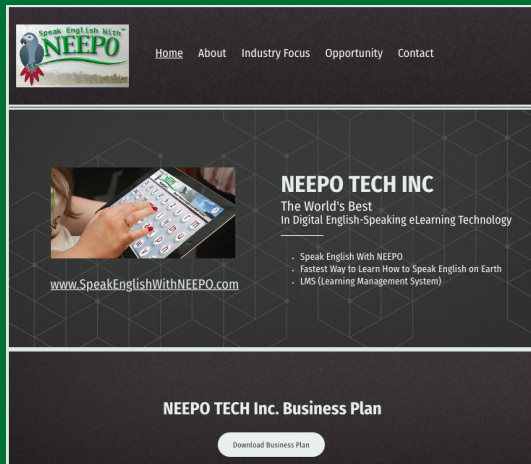 Speak English With™
NEEPO
Home About Industry Focus Opportunity Contact
NEEPO TECH INC
The World's Best
In Digital English-Speaking eLearning Technology
Speak English With NEEPO
Fastest Way to Learn How to Speak English on Earth
LMS (Learning Management System)
www.SpeakEnglishWithNEEPO.com
NEEPO TECH Inc. Business Plan
Download Business Plan